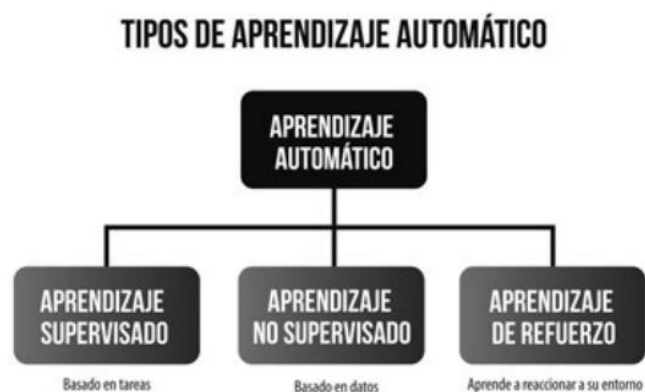 TIPOS DE APRENDIZAJE AUTOMÁTICO
APRENDIZAJE
AUTOMÁTICO
APRENDIZAJE
SUPERVISADO
Basado en tareas
APRENDIZAJE
NO SUPERVISADO
Basado en datos
APRENDIZAJE
DE REFUERZO
Aprende a reaccionar a su entorno